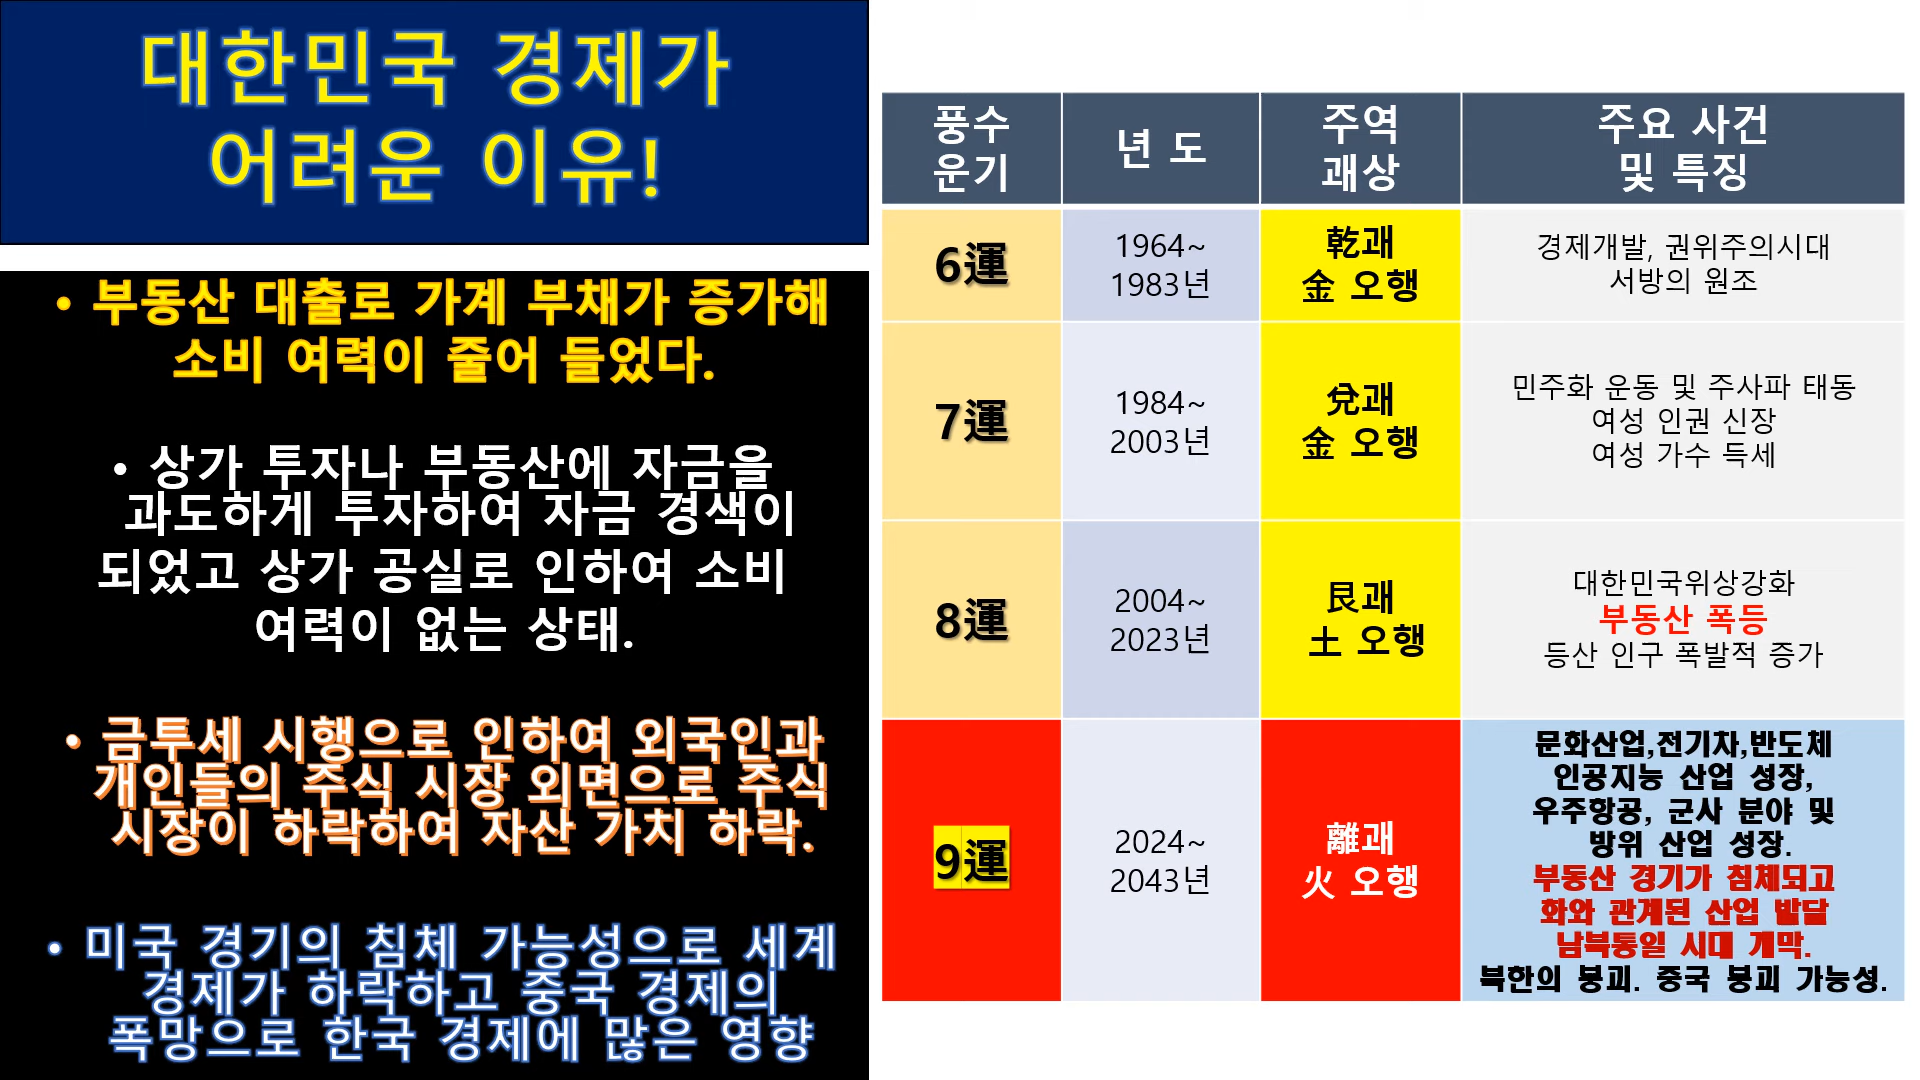 대한민국 경제가
어려운 이유!
• 부동산 대출로 가계 부채가 증가해
소비 여력이 줄어 들었다.
• 상가 투자나 부동산에 자금을
과도하게 투자하여 자금 경색이
되었고 상가 공실로 인하여 소비
여력이 없는 상태.
• 금투세 시행으로 인하여 외국인과
개인들의 주식 시장 외면으로 주식
시장이 하락하여 자산 가치 하락.
• 미국 경기의 침체 가능성으로 세계
경제가 하락하고 중국 경제의
폭망으로 한국 경제에 많은 영향
풍수
운기
년 도
주역
괘상
주요 사건
및 특징
6運
1964~
1983년
乾괘
金 오행
경제개발, 권위주의시대
서방의 원조
7運
1984~
2003년
兌괘
金 오행
민주화 운동 및 주사파 태동
여성 인권 신장
여성 가수 득세
8運
2004~
2023년
艮괘
土 오행
대한민국위상강화
부동산 폭등
등산 인구 폭발적 증가
9運
2024~
2043년
離괘
火 오행
문화산업,전기차,반도체
인공지능 산업 성장,
우주항공, 군사 분야 및
방위 산업 성장.
부동산 경기가 침체되고
화와 관계된 산업 발달
남북통일 시대 개막.
북한의 붕괴. 중국 붕괴 가능성.